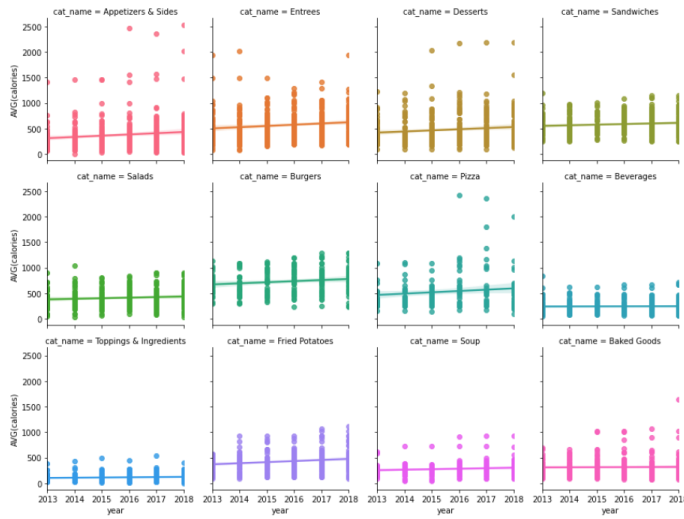 cat_name = Appetizers & Sides
cat_name = Entrees
cat_name = Desserts
cat_name = Sandwiches
2500
2000
1500
1000
500
0
AVG(calories)
cat_name = Salads
cat_name = Burgers
cat_name = Pizza
cat_name = Beverages
2500
2000
1500
1000
500
0
AVG(calories)
cat_name = Toppings & Ingredients
cat_name = Fried Potatoes
cat_name = Soup
cat_name = Baked Goods
2500
2000
1500
1000
500
0
AVG(calories)
2013 2014 2015 2016 2017 2018
2013 2014 2015 2016 2017 2018
2013 2014 2015 2016 2017 2018
2013 2014 2015 2016 2017 2018
year
year
year
year